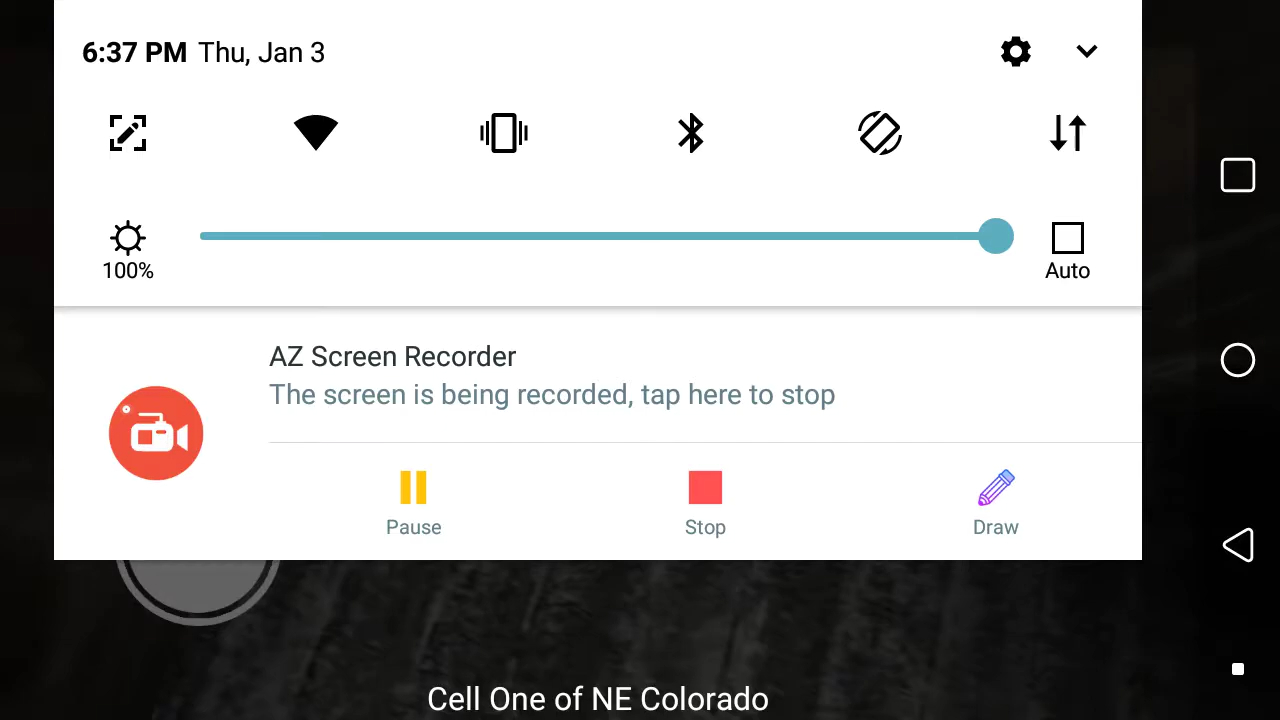 6:37 PM Thu, Jan 3
100%
Auto
AZ Screen Recorder
The screen is being recorded, tap here to stop
Pause
Stop
Draw
Cell One of NE Colorado